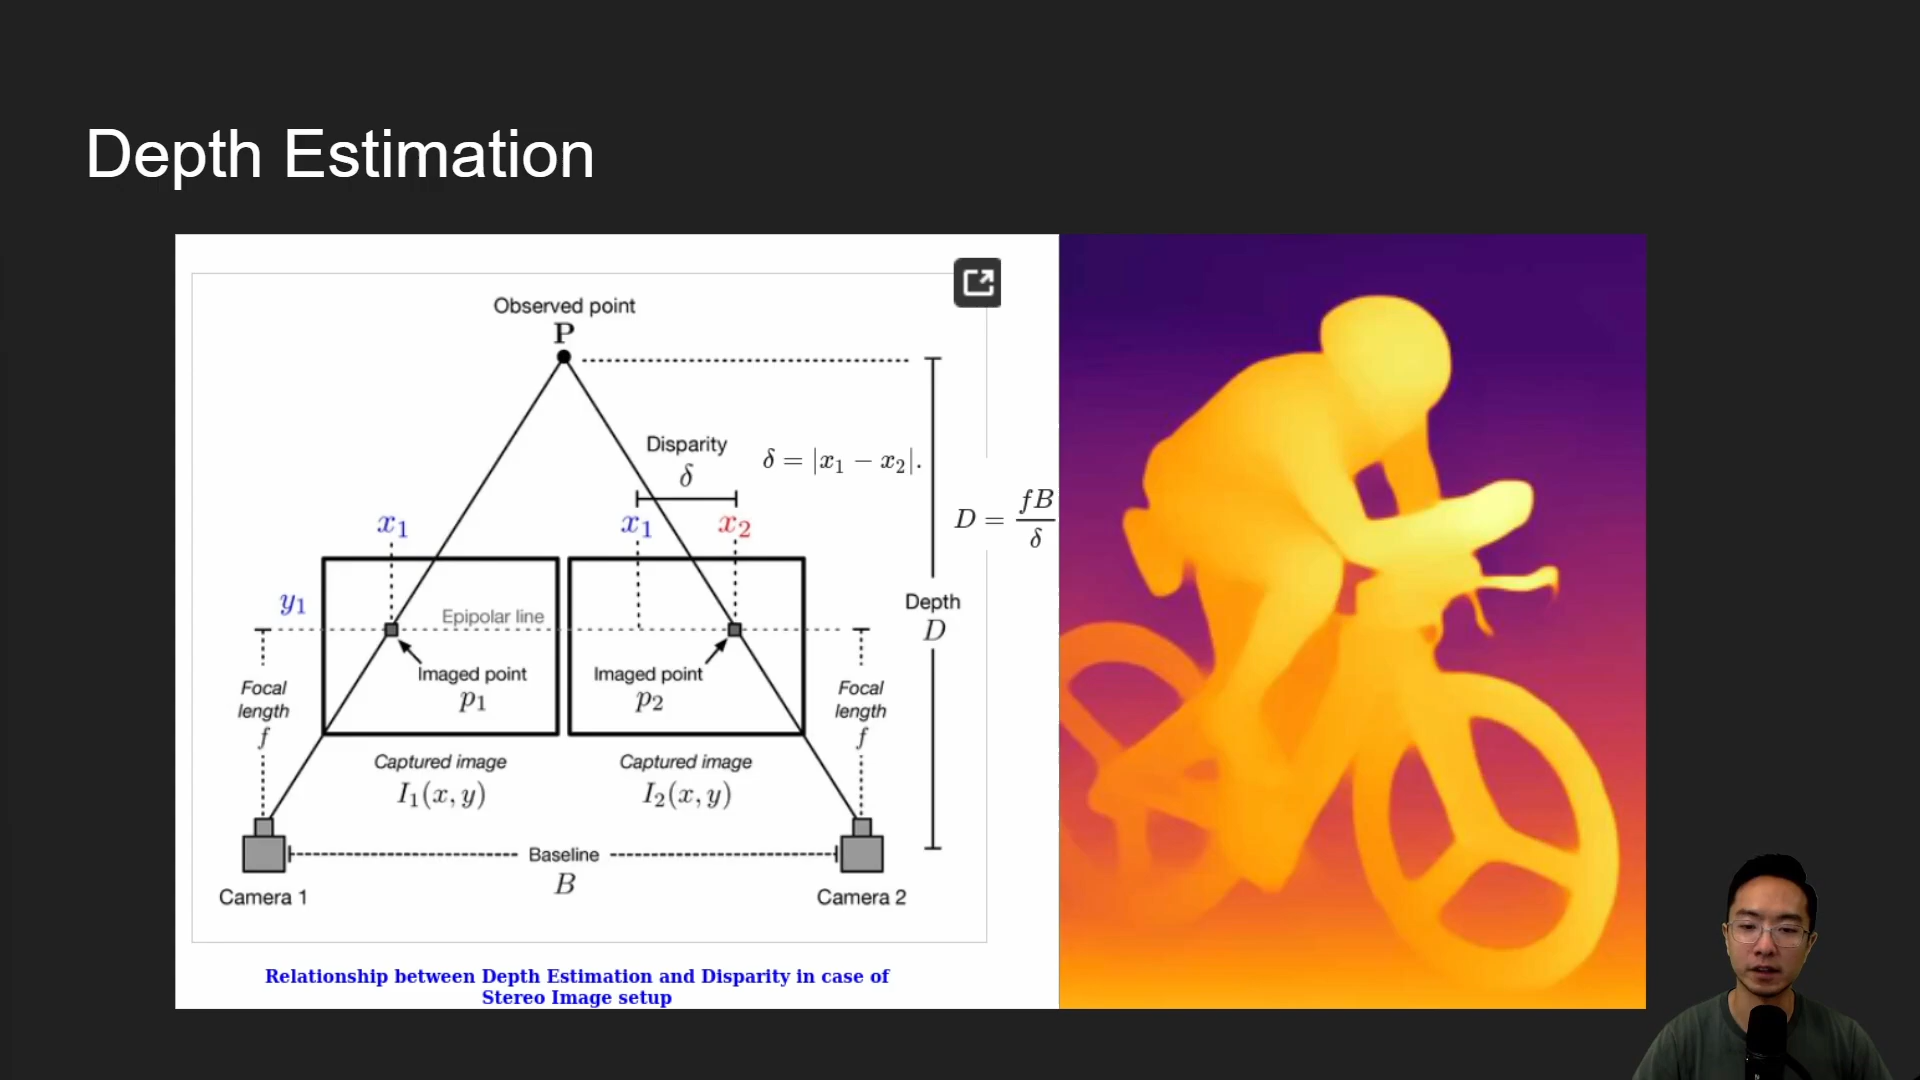 Depth Estimation
Observed point
P
Disparity
δ
δ = |x₁ − x₂|.
x₁
x₁
x₂
D = fB/δ
y₁
Epipolar line
Depth
D
Imaged point
p₁
Imaged point
p₂
Focal
length
f
Focal
length
f
Captured image
I₁(x, y)
Captured image
I₂(x, y)
Baseline
B
Camera 1
Camera 2
Relationship between Depth Estimation and Disparity in case of
Stereo Image setup